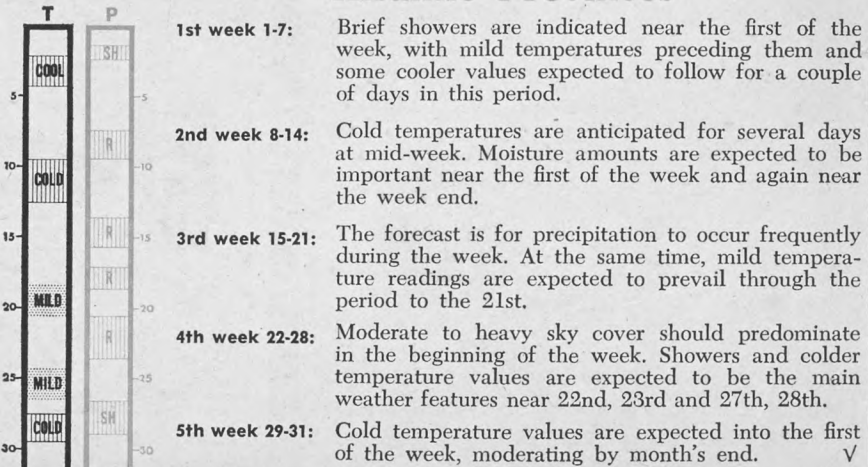 T P
1st week 1-7: Brief showers are indicated near the first of the
week, with mild temperatures preceding them and
some cooler values expected to follow for a couple
of days in this period.
2nd week 8-14: Cold temperatures are anticipated for several days
at mid-week. Moisture amounts are expected to be
important near the first of the week and again near
the week end.
3rd week 15-21: The forecast is for precipitation to occur frequently
during the week. At the same time, mild tempera-
ture readings are expected to prevail through the
period to the 21st.
4th week 22-28: Moderate to heavy sky cover should predominate
in the beginning of the week. Showers and colder
temperature values are expected to be the main
weather features near 22nd, 23rd and 27th, 28th.
5th week 29-31: Cold temperature values are expected into the first
of the week, moderating by month's end. V
SH
COOL
5- -5
R
10- -10
COLD
15- R -15
R
MILD
20- -20
R
25- MILD -25
SH
COLD
30- -30